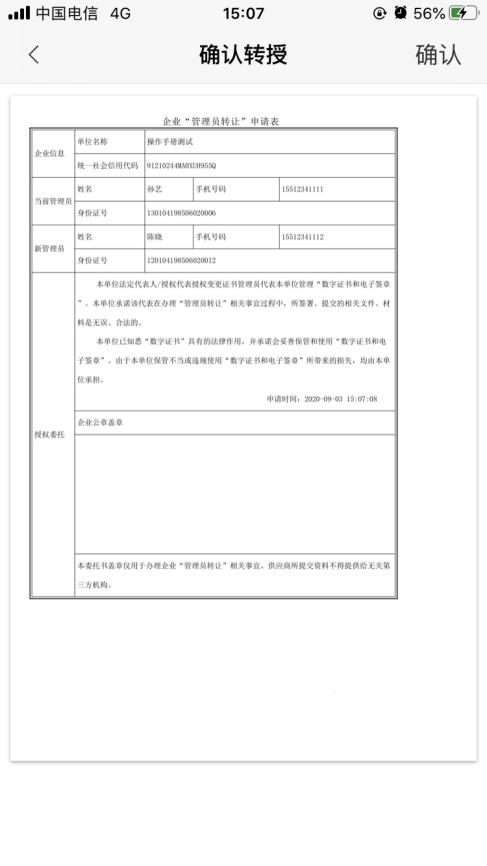 中国电信 4G 15:07 56%
确认转授 确认
企业“管理员转让”申请表
企业信息 单位名称 操作手册测试
统一社会信用代码 91210244MA0XUH955Q
当前管理员 姓名 孙艺 手机号码 15512341111
身份证号 130104198506020006
新管理员 姓名 陈晓 手机号码 15512341112
身份证号 120104198506020012
授权委托
本单位法定代表人/授权代表授权变更证书管理员代表本单位管理“数字证书和电子签章
”。本单位承诺该代表在办理“管理员转让”相关事宜过程中，所签署、提交的相关文件、材
料是无误、合法的。
本单位已知悉“数字证书”具有的法律作用，并承诺会妥善保管和使用“数字证书和电
子签章”。由于本单位保管不当或违规使用“数字证书和电子签章”所带来的损失，均由本单
位承担。
申请时间：2020-09-03 15:07:08
企业公章盖章
本委托书盖章仅用于办理企业“管理员转让”相关事宜，供应商所提交资料不得提供给无关第
三方机构。